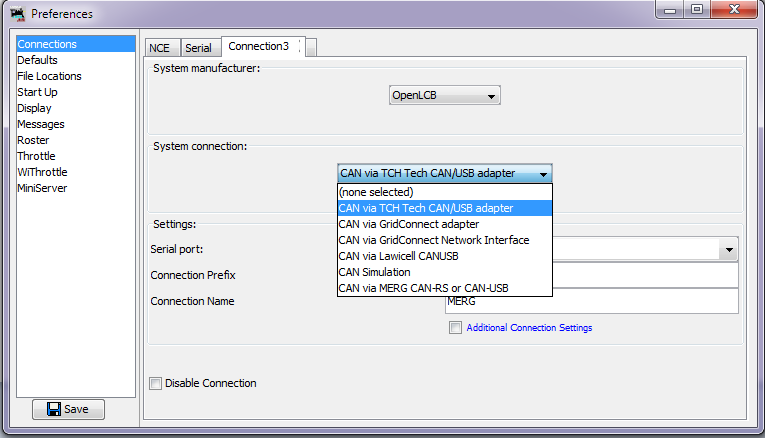 Preferences
Connections
Defaults
File Locations
Start Up
Display
Messages
Roster
Throttle
WiThrottle
MiniServer
Save
NCE Serial Connection3
System manufacturer:
OpenLCB
System connection:
CAN via TCH Tech CAN/USB adapter
(none selected)
CAN via TCH Tech CAN/USB adapter
CAN via GridConnect adapter
CAN via GridConnect Network Interface
CAN via Lawicell CANUSB
CAN Simulation
CAN via MERG CAN-RS or CAN-USB
Settings:
Serial port:
Connection Prefix
Connection Name MERG
Additional Connection Settings
Disable Connection